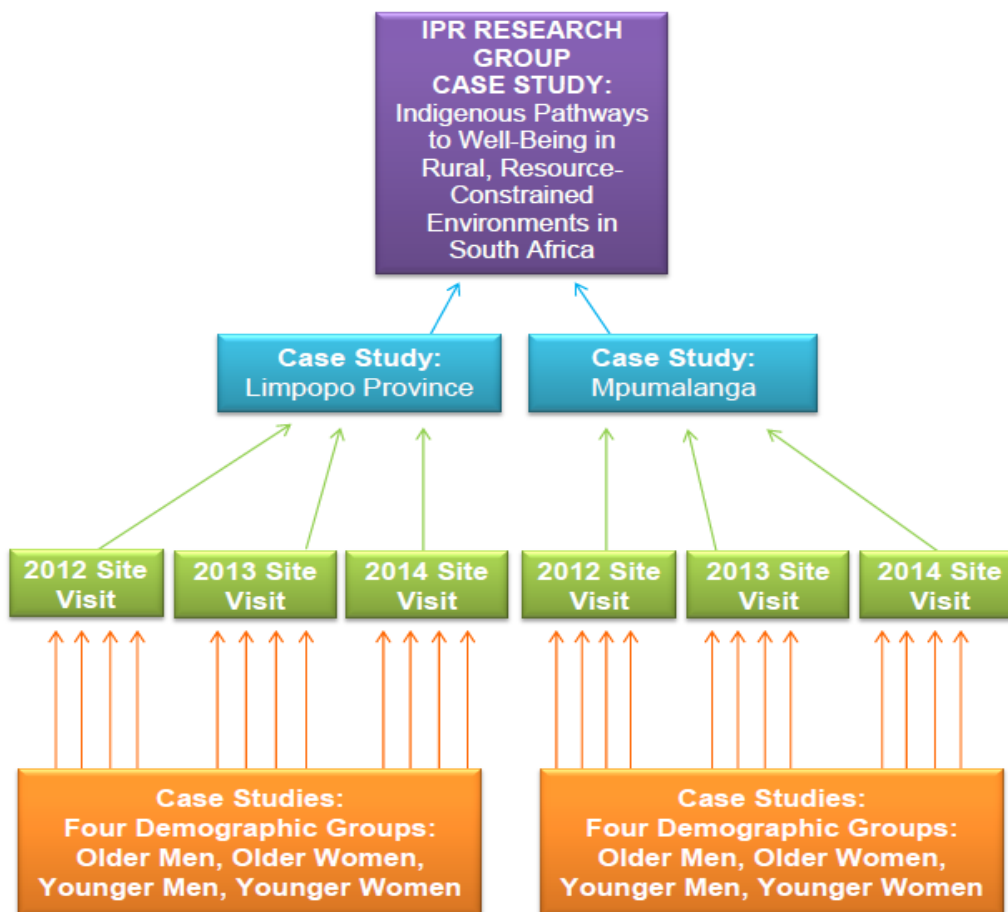 IPR RESEARCH
GROUP
CASE STUDY:
Indigenous Pathways
to Well-Being in
Rural, Resource-
Constrained
Environments in
South Africa
Case Study:
Limpopo Province
Case Study:
Mpumalanga
2012 Site
Visit
2013 Site
Visit
2014 Site
Visit
2012 Site
Visit
2013 Site
Visit
2014 Site
Visit
Case Studies:
Four Demographic Groups:
Older Men, Older Women,
Younger Men, Younger Women
Case Studies:
Four Demographic Groups:
Older Men, Older Women,
Younger Men, Younger Women